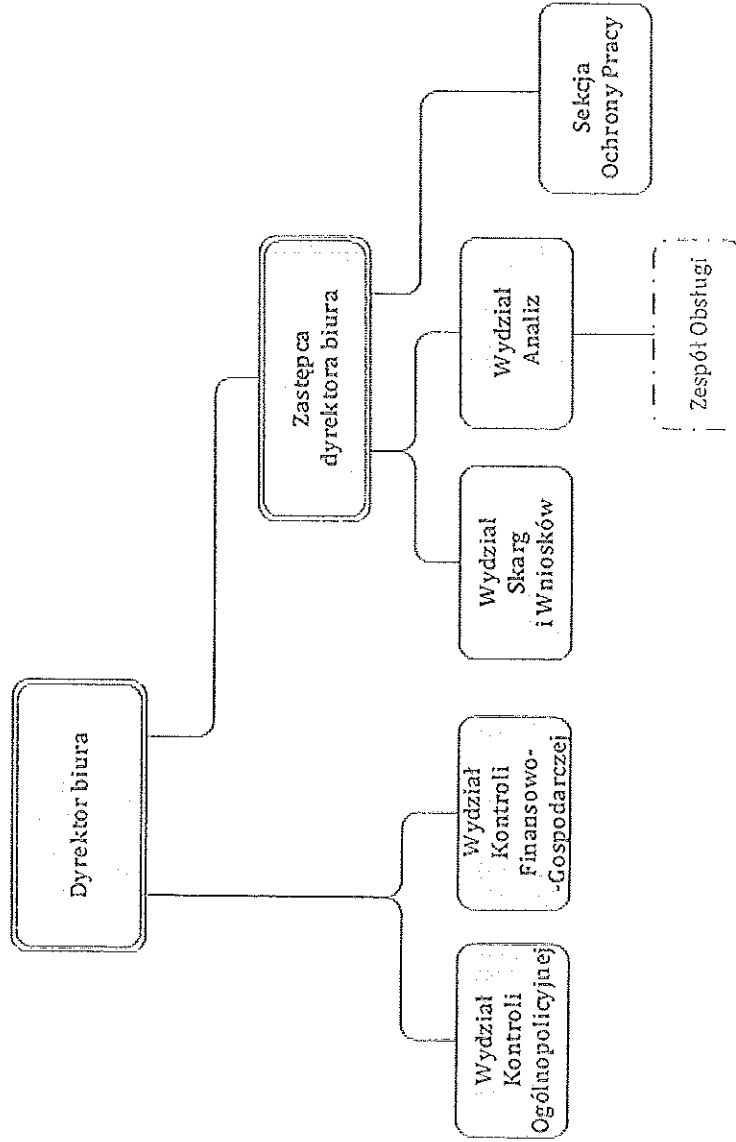 Dyrektor biura
Zastępca
dyrektora biura
Wydział
Kontroli
Ogólnopolicyjnej
Wydział
Kontroli
Finansowo-
-Gospodarczej
Wydział
Skarg
i Wniosków
Wydział
Analiz
Sekcja
Ochrony Pracy
Zespół Obsługi